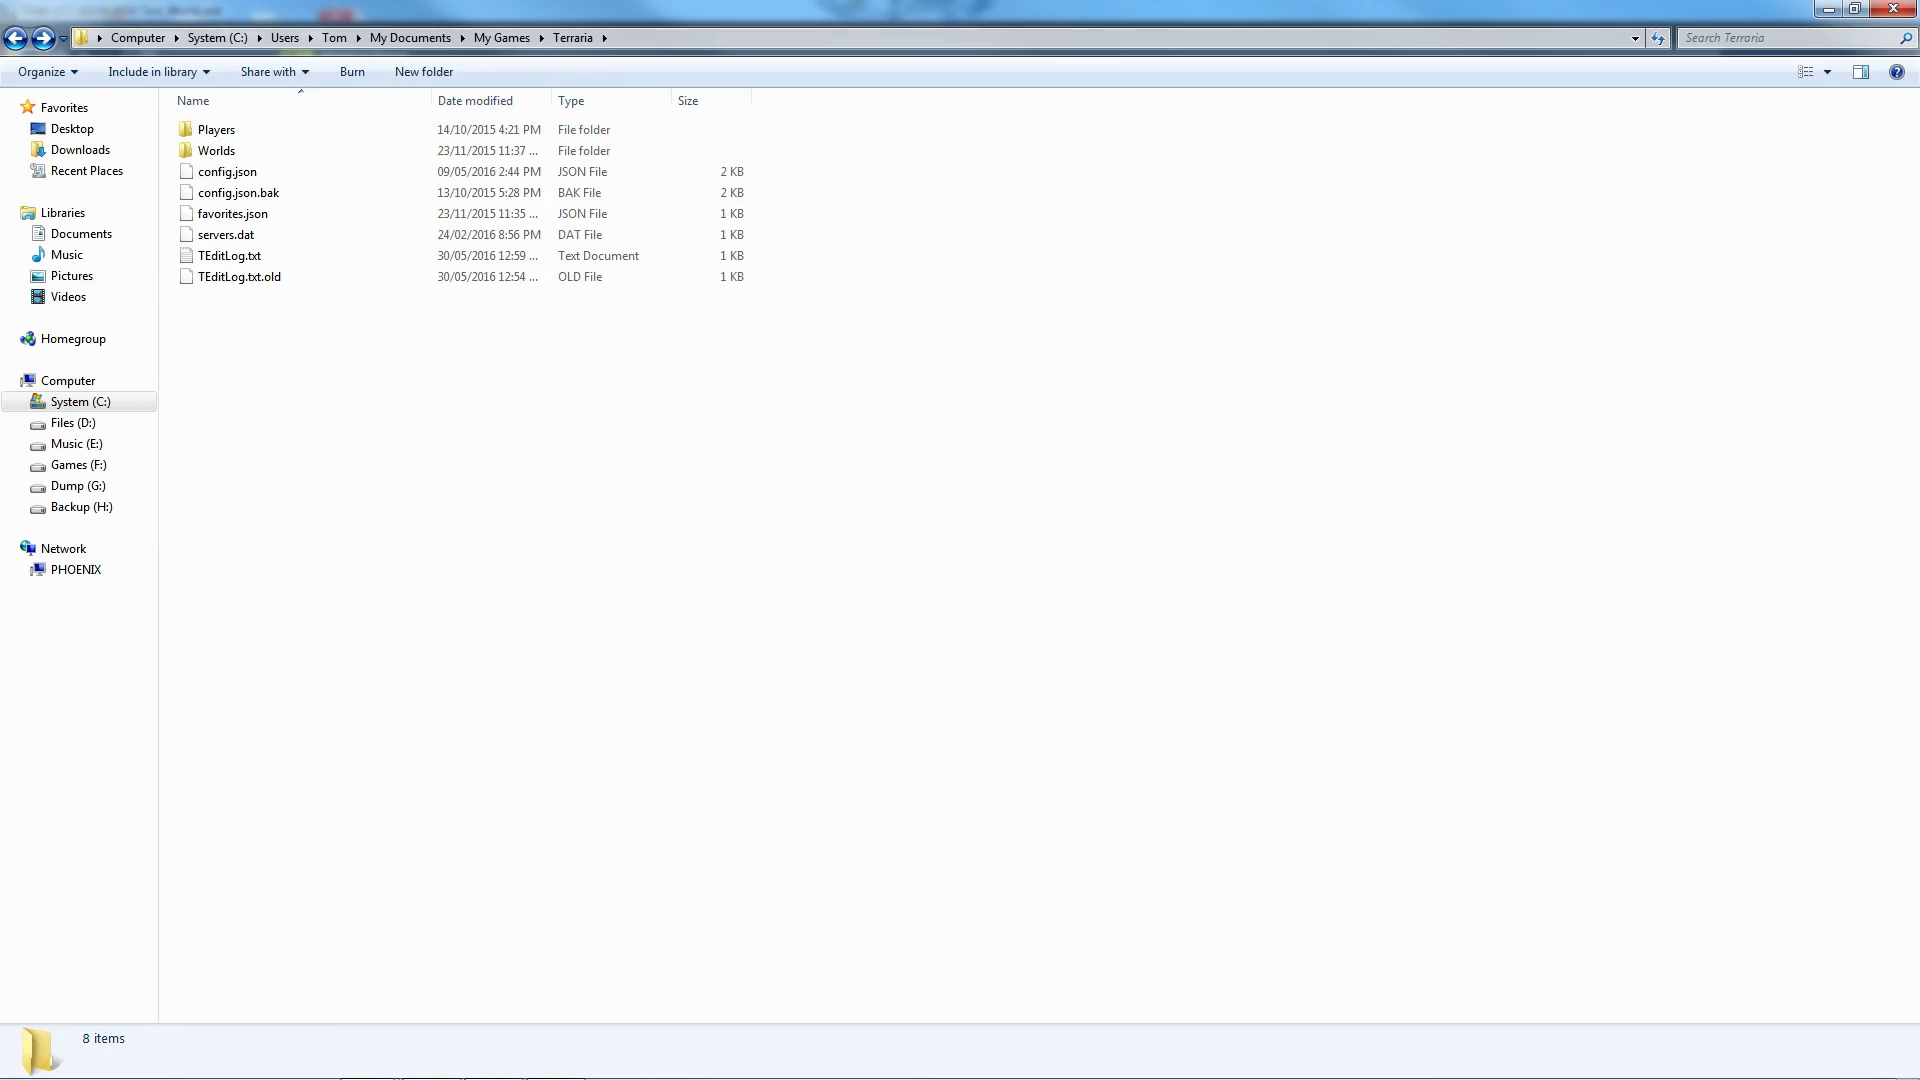 Computer System (C:) Users Tom My Documents My Games Terraria
Search Terraria
Organize Include in library Share with Burn New folder
Name Date modified Type Size
Players 14/10/2015 4:21 PM File folder
Worlds 23/11/2015 11:37 ... File folder
config.json 09/05/2016 2:44 PM JSON File 2 KB
config.json.bak 13/10/2015 5:28 PM BAK File 2 KB
favorites.json 23/11/2015 11:35 ... JSON File 1 KB
servers.dat 24/02/2016 8:56 PM DAT File 1 KB
TEditLog.txt 30/05/2016 12:59 ... Text Document 1 KB
TEditLog.txt.old 30/05/2016 12:54 ... OLD File 1 KB
Favorites
Desktop
Downloads
Recent Places
Libraries
Documents
Music
Pictures
Videos
Homegroup
Computer
System (C:)
Files (D:)
Music (E:)
Games (F:)
Dump (G:)
Backup (H:)
Network
PHOENIX
8 items